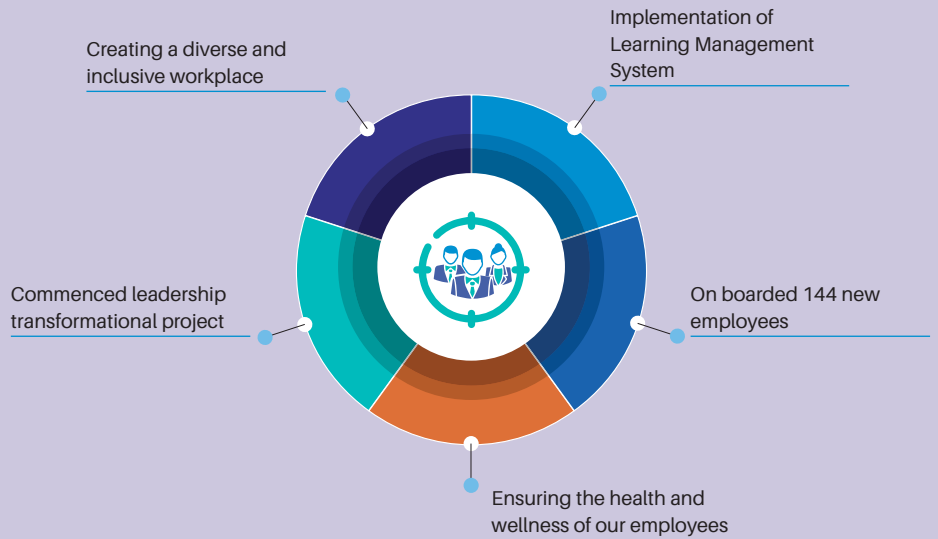 Creating a diverse and
inclusive workplace
Implementation of
Learning Management
System
Commenced leadership
transformational project
On boarded 144 new
employees
Ensuring the health and
wellness of our employees